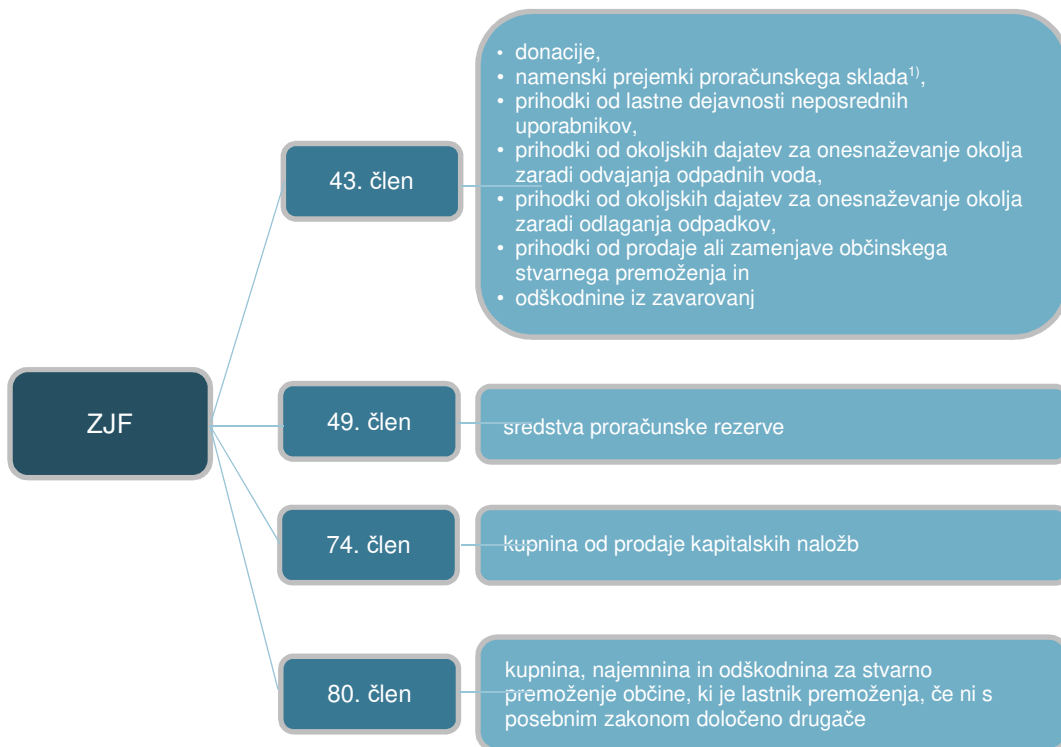 ZJF
43. člen
• donacije,
• namenski prejemki proračunskega sklada1),
• prihodki od lastne dejavnosti neposrednih
uporabnikov,
• prihodki od okoljskih dajatev za onesnaževanje okolja
zaradi odvajanja odpadnih voda,
• prihodki od okoljskih dajatev za onesnaževanje okolja
zaradi odlaganja odpadkov,
• prihodki od prodaje ali zamenjave občinskega
stvarnega premoženja in
• odškodnine iz zavarovanj
49. člen
sredstva proračunske rezerve
74. člen
kupnina od prodaje kapitalskih naložb
80. člen
kupnina, najemnina in odškodnina za stvarno
premoženje občine, ki je lastnik premoženja, če ni s
posebnim zakonom določeno drugače